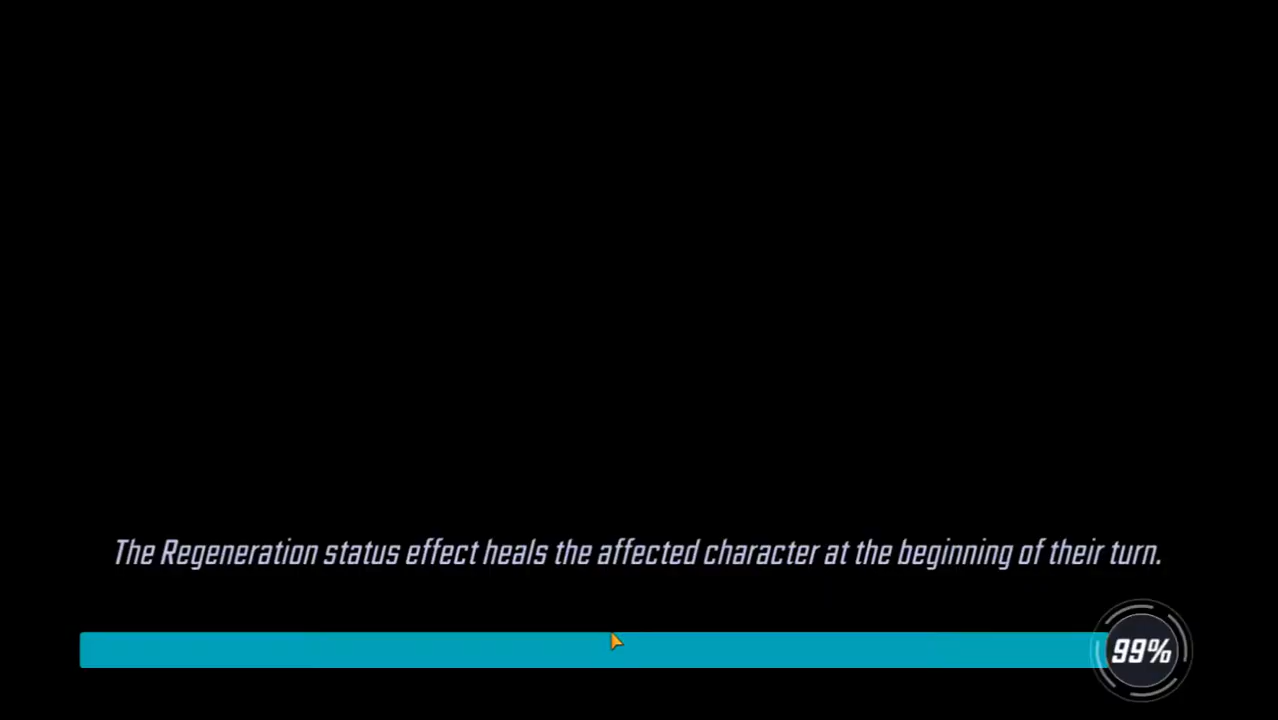 The Regeneration status effect heals the affected character at the beginning of their turn.
99%